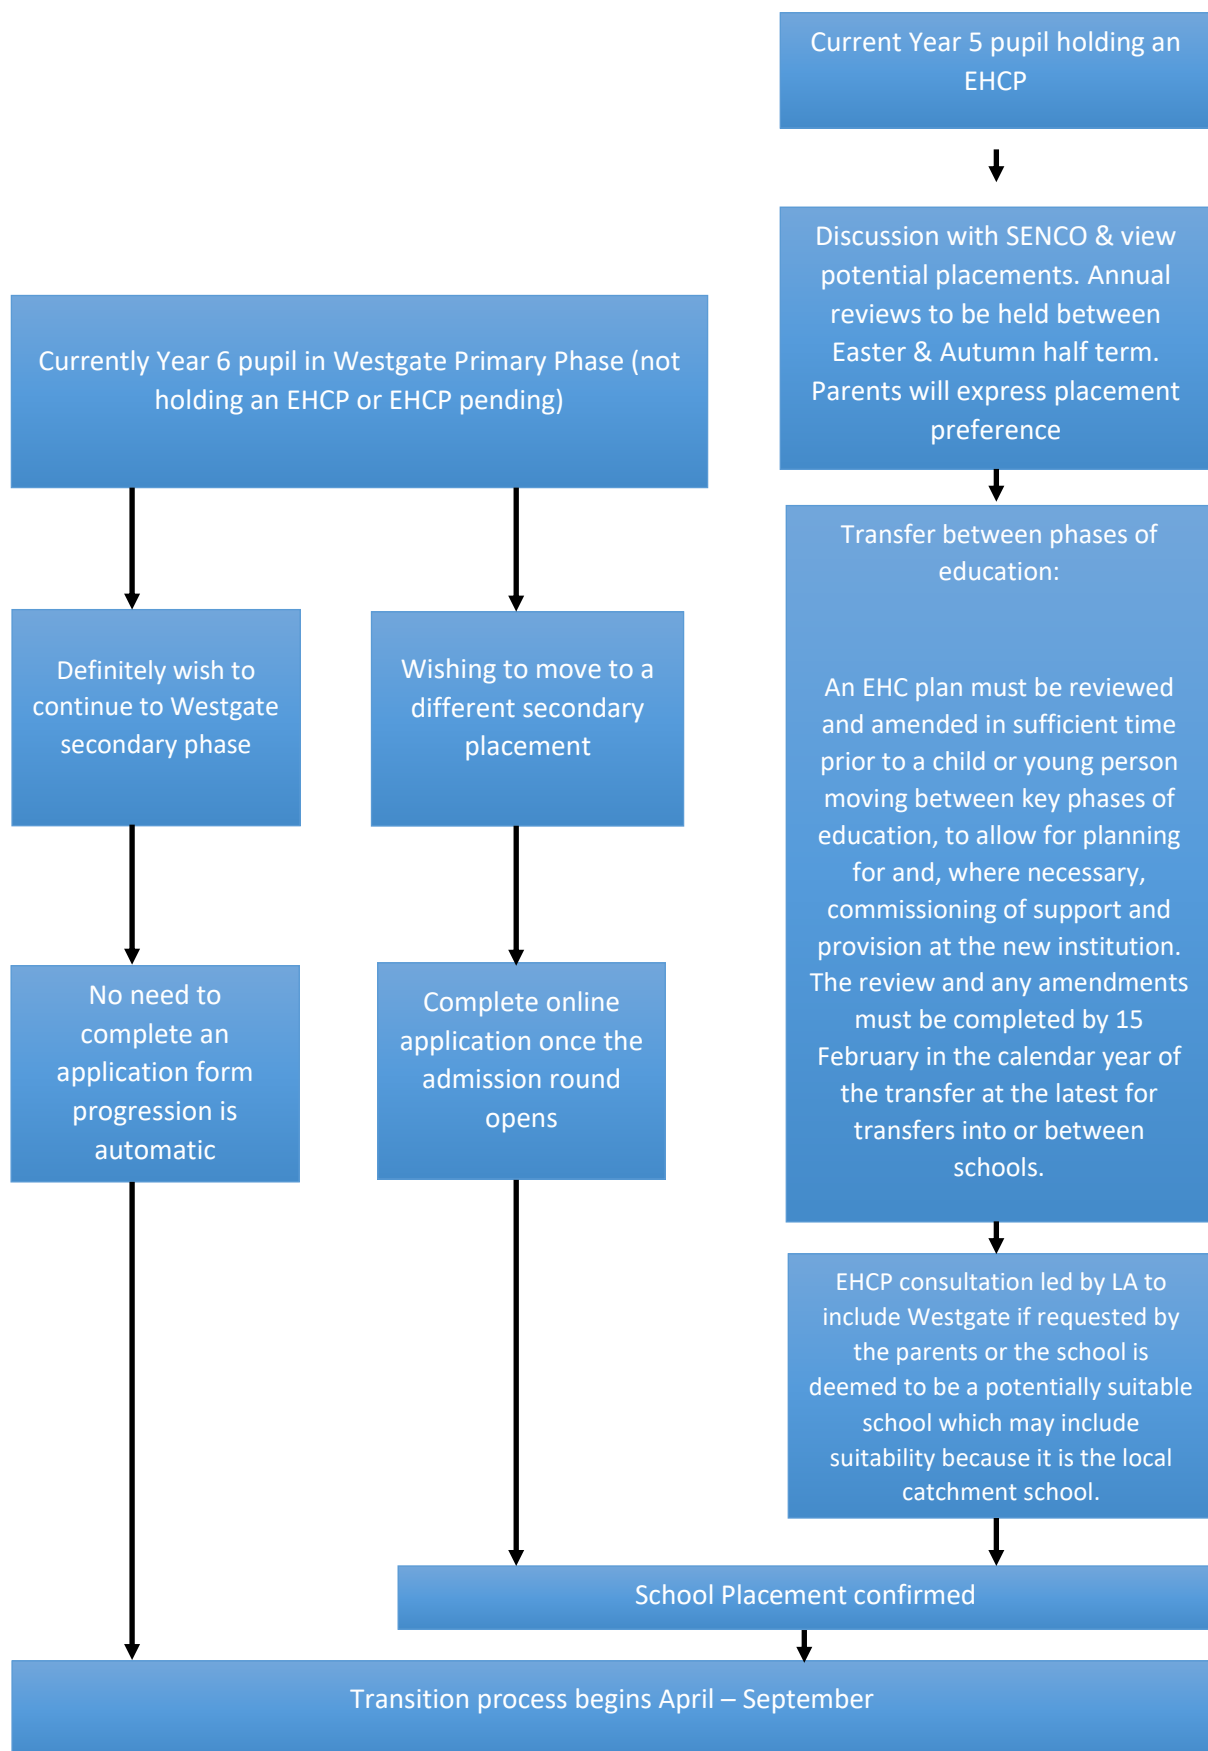 Current Year 5 pupil holding an
EHCP
Discussion with SENCO & view
potential placements. Annual
reviews to be held between
Easter & Autumn half term.
Parents will express placement
preference
Currently Year 6 pupil in Westgate Primary Phase (not
holding an EHCP or EHCP pending)
Transfer between phases of
education:
An EHC plan must be reviewed
and amended in sufficient time
prior to a child or young person
moving between key phases of
education, to allow for planning
for and, where necessary,
commissioning of support and
provision at the new institution.
The review and any amendments
must be completed by 15
February in the calendar year of
the transfer at the latest for
transfers into or between
schools.
Definitely wish to
continue to Westgate
secondary phase
Wishing to move to a
different secondary
placement
No need to
complete an
application form
progression is
automatic
Complete online
application once the
admission round
opens
EHCP consultation led by LA to
include Westgate if requested by
the parents or the school is
deemed to be a potentially suitable
school which may include
suitability because it is the local
catchment school.
School Placement confirmed
Transition process begins April – September